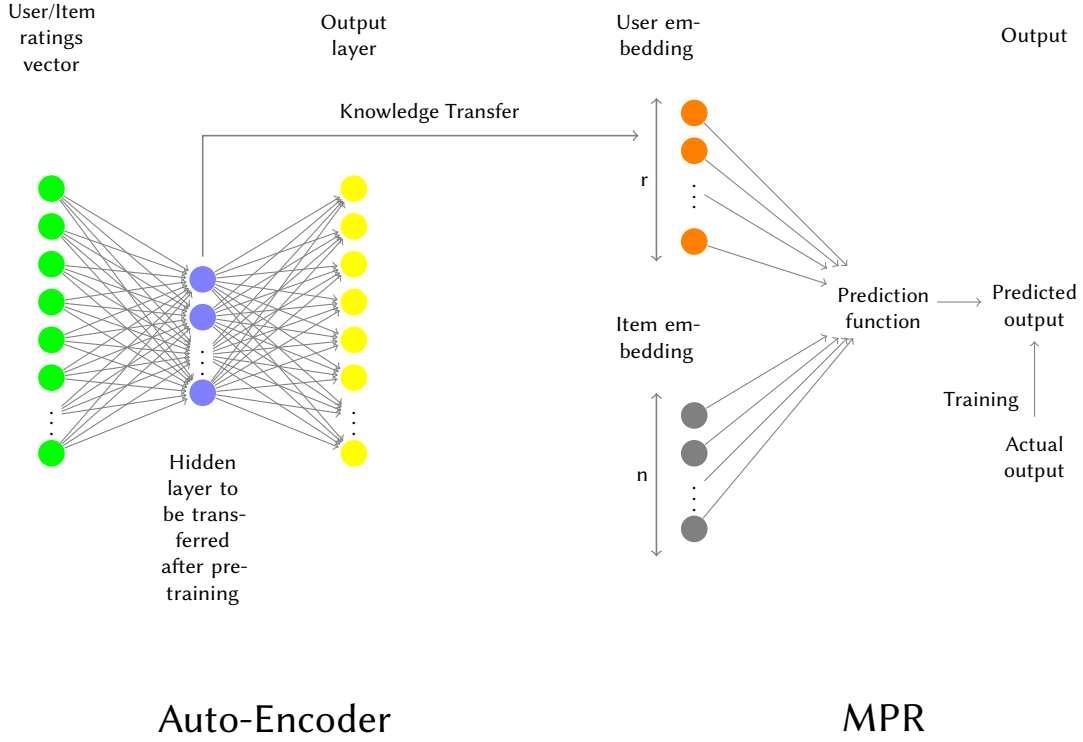 User/Item
ratings
vector
Output
layer
User em-
bedding
Output
Knowledge Transfer
r
Prediction
function
Predicted
output
Item em-
bedding
Training
n
Actual
output
Hidden
layer to
be trans-
ferred
after pre-
training
Auto-Encoder
MPR